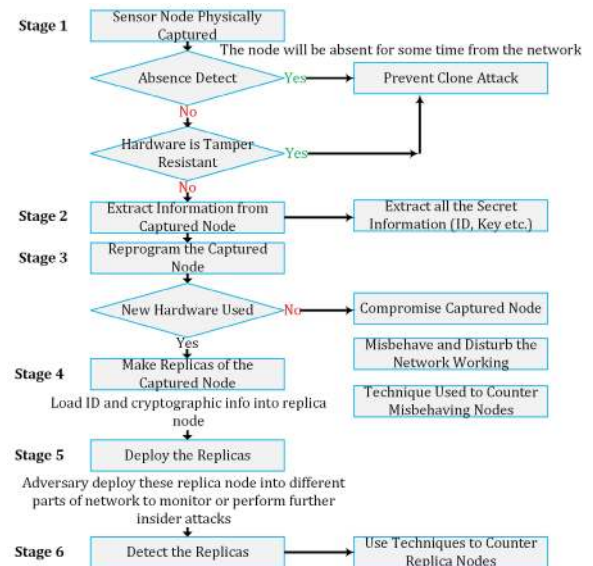 Stage 1
Sensor Node Physically
Captured
The node will be absent for some time from the network
Absence Detect
Yes
Prevent Clone Attack
No
Hardware is Tamper
Resistant
Yes
No
Stage 2
Extract Information from
Captured Node
Extract all the Secret
Information (ID, Key etc.)
Stage 3
Reprogram the Captured
Node
New Hardware Used
No
Compromise Captured Node
Yes
Misbehave and Disturb the
Network Working
Stage 4
Make Replicas of the
Captured Node
Technique Used to Counter
Misbehaving Nodes
Load ID and cryptographic info into replica
node
Stage 5
Deploy the Replicas
Adversary deploy these replica node into different
parts of network to monitor or perform further
insider attacks
Stage 6
Detect the Replicas
Use Techniques to Counter
Replica Nodes